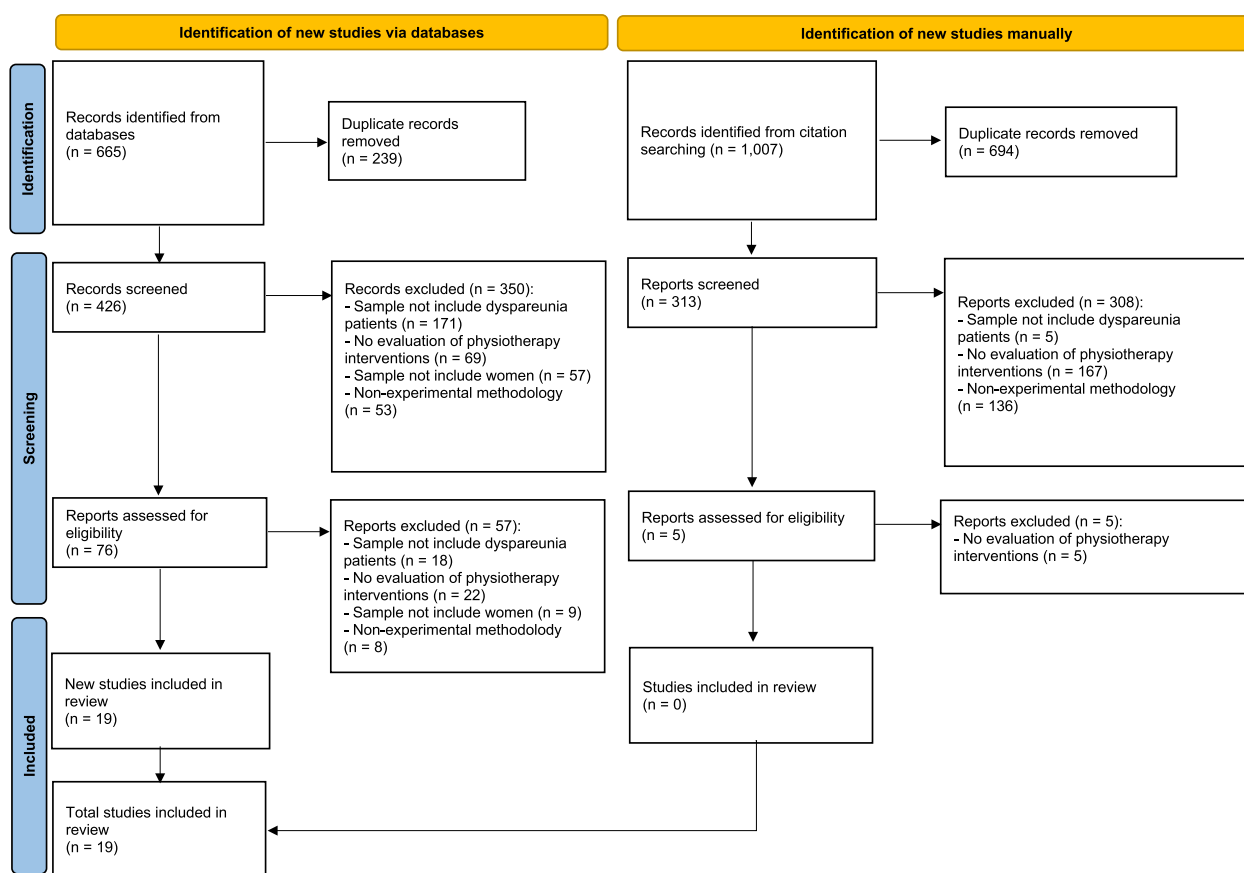 Identification of new studies via databases
Identification of new studies manually
Identification
Records identified from
databases
(n = 665)
Duplicate records
removed
(n = 239)
Records identified from citation
searching (n = 1,007)
Duplicate records removed
(n = 694)
Screening
Records screened
(n = 426)
Records excluded (n = 350):
- Sample not include dyspareunia
patients (n = 171)
- No evaluation of physiotherapy
interventions (n = 69)
- Sample not include women (n = 57)
- Non-experimental methodology
(n = 53)
Reports screened
(n = 313)
Reports excluded (n = 308):
- Sample not include dyspareunia
patients (n = 5)
- No evaluation of physiotherapy
interventions (n = 167)
- Non-experimental methodology
(n = 136)
Reports assessed for
eligibility
(n = 76)
Reports excluded (n = 57):
- Sample not include dyspareunia
patients (n = 18)
- No evaluation of physiotherapy
interventions (n = 22)
- Sample not include women (n = 9)
- Non-experimental methodolody
(n = 8)
Reports assessed for eligibility
(n = 5)
Reports excluded (n = 5):
- No evaluation of physiotherapy
interventions (n = 5)
Included
New studies included in
review
(n = 19)
Studies included in review
(n = 0)
Total studies included in
review
(n = 19)